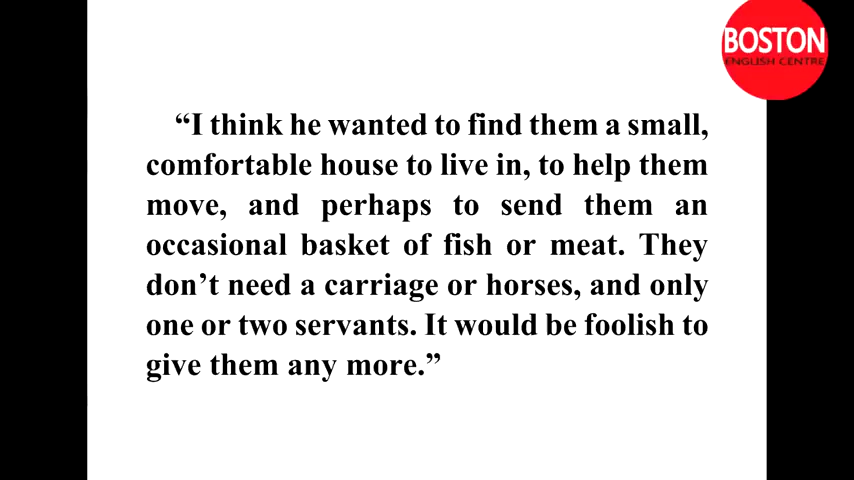 BOSTON
ENGLISH CENTRE
“I think he wanted to find them a small,
comfortable house to live in, to help them
move, and perhaps to send them an
occasional basket of fish or meat. They
don’t need a carriage or horses, and only
one or two servants. It would be foolish to
give them any more.”